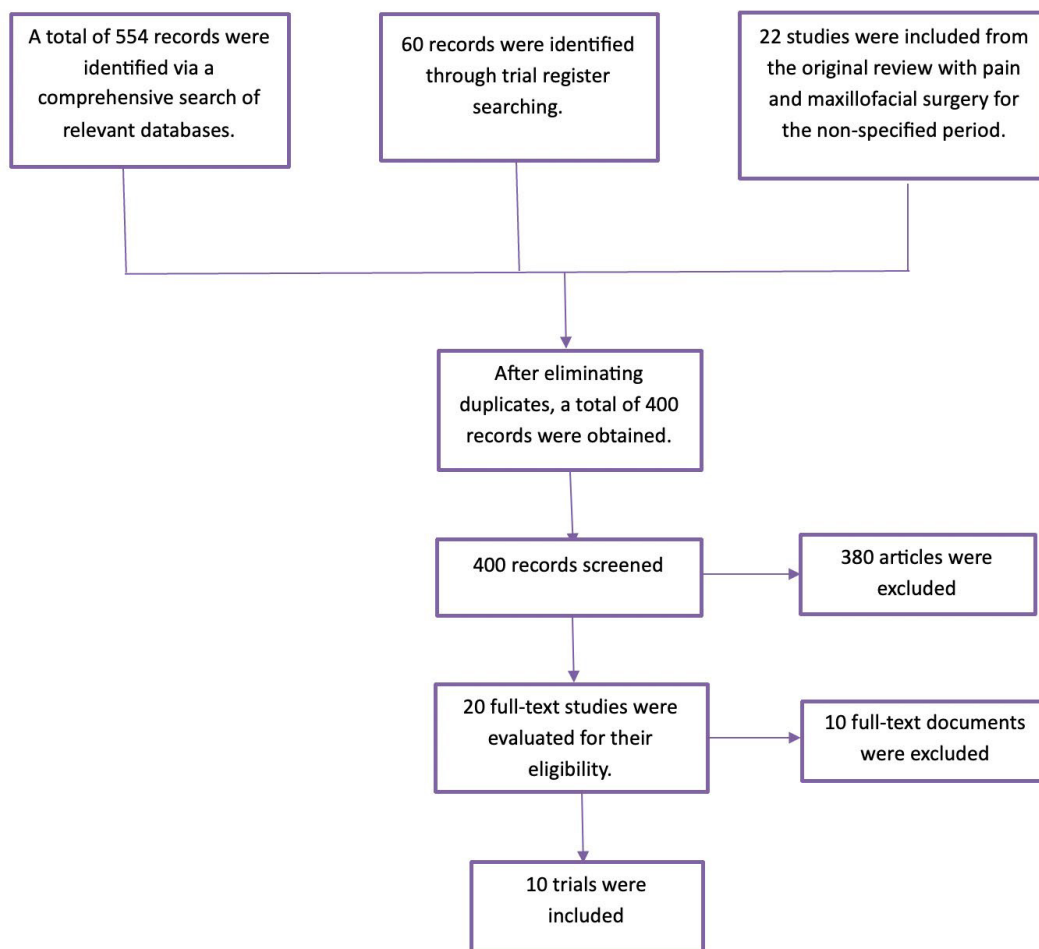 A total of 554 records were
identified via a
comprehensive search of
relevant databases.
60 records were identified
through trial register
searching.
22 studies were included from
the original review with pain
and maxillofacial surgery for
the non-specified period.
After eliminating
duplicates, a total of 400
records were obtained.
400 records screened
380 articles were
excluded
20 full-text studies were
evaluated for their
eligibility.
10 full-text documents
were excluded
10 trials were
included